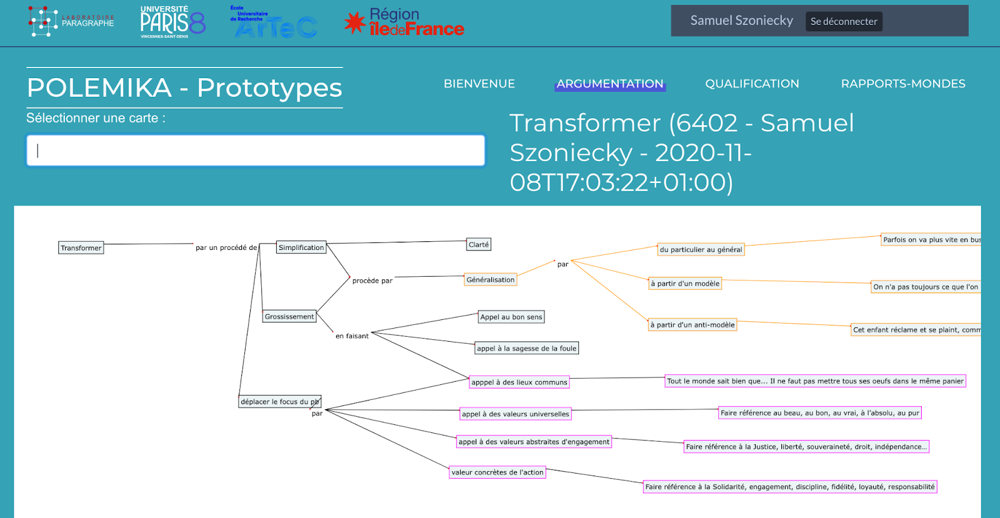 LABORATOIRE
PARAGRAPHE
UNIVERSITÉ
PARIS8
VINCENNES-SAINT-DENIS
École
Universitaire
de Recherche
ArTeC
Région
îledeFrance
Samuel Szoniecky
Se déconnecter
POLEMIKA - Prototypes
BIENVENUE
ARGUMENTATION
QUALIFICATION
RAPPORTS-MONDES
Sélectionner une carte :
Transformer (6402 - Samuel
Szoniecky - 2020-11-
08T17:03:22+01:00)
Transformer
par un procédé de
Simplification
Clarté
procède par
Généralisation
par
du particulier au général
Parfois on va plus vite en bus
à partir d'un modèle
On n'a pas toujours ce que l'on
à partir d'un anti-modèle
Cet enfant réclame et se plaint, comm
Grossissement
en faisant
Appel au bon sens
appel à la sagesse de la foule
apppel à des lieux communs
Tout le monde sait bien que... Il ne faut pas mettre tous ses oeufs dans le même panier
déplacer le focus du pb
par
appel à des valeurs universelles
Faire référence au beau, au bon, au vrai, à l'absolu, au pur
appel à des valeurs abstraites d'engagement
Faire référence à la Justice, liberté, souveraineté, droit, indépendance...
valeur concrètes de l'action
Faire référence à la Solidarité, engagement, discipline, fidélité, loyauté, responsabilité